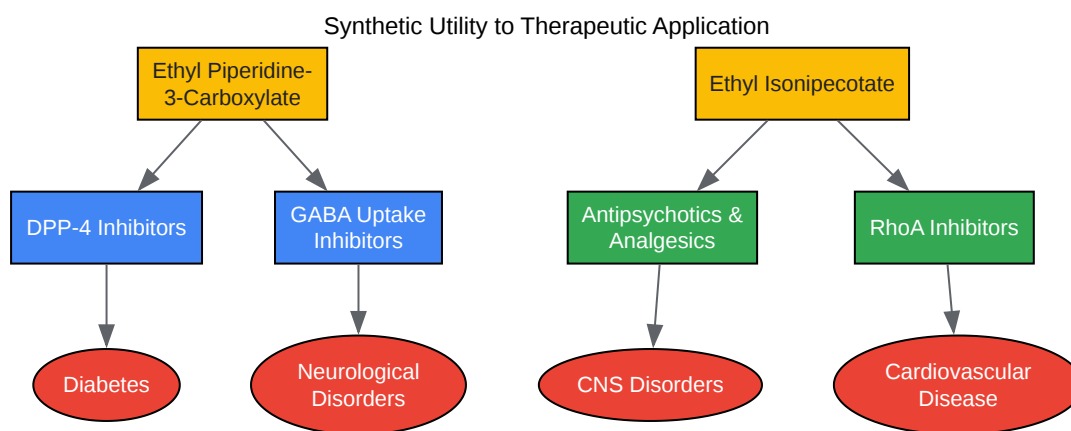 Synthetic Utility to Therapeutic Application
Ethyl Piperidine-
3-Carboxylate
Ethyl Isonipecotate
DPP-4 Inhibitors
GABA Uptake
Inhibitors
Antipsychotics &
Analgesics
RhoA Inhibitors
Diabetes
Neurological
Disorders
CNS Disorders
Cardiovascular
Disease